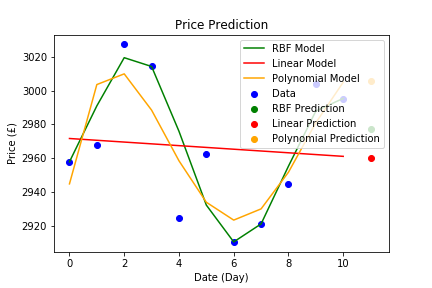 Price Prediction
RBF Model
Linear Model
Polynomial Model
Data
RBF Prediction
Linear Prediction
Polynomial Prediction
3020
3000
2980
2960
2940
2920
Price (£)
0 2 4 6 8 10
Date (Day)